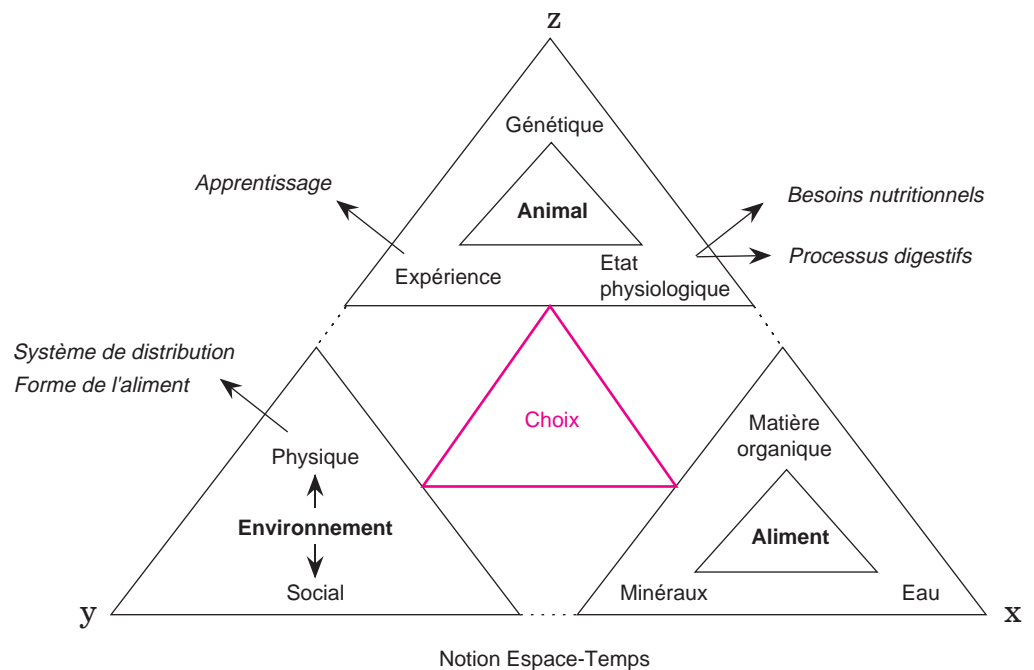 z
Génétique
Apprentissage
Besoins nutritionnels
Animal
Processus digestifs
Expérience
Etat
physiologique
Système de distribution
Forme de l'aliment
Choix
Matière
organique
Physique
Environnement
Aliment
Social
Minéraux
Eau
y
x
Notion Espace-Temps